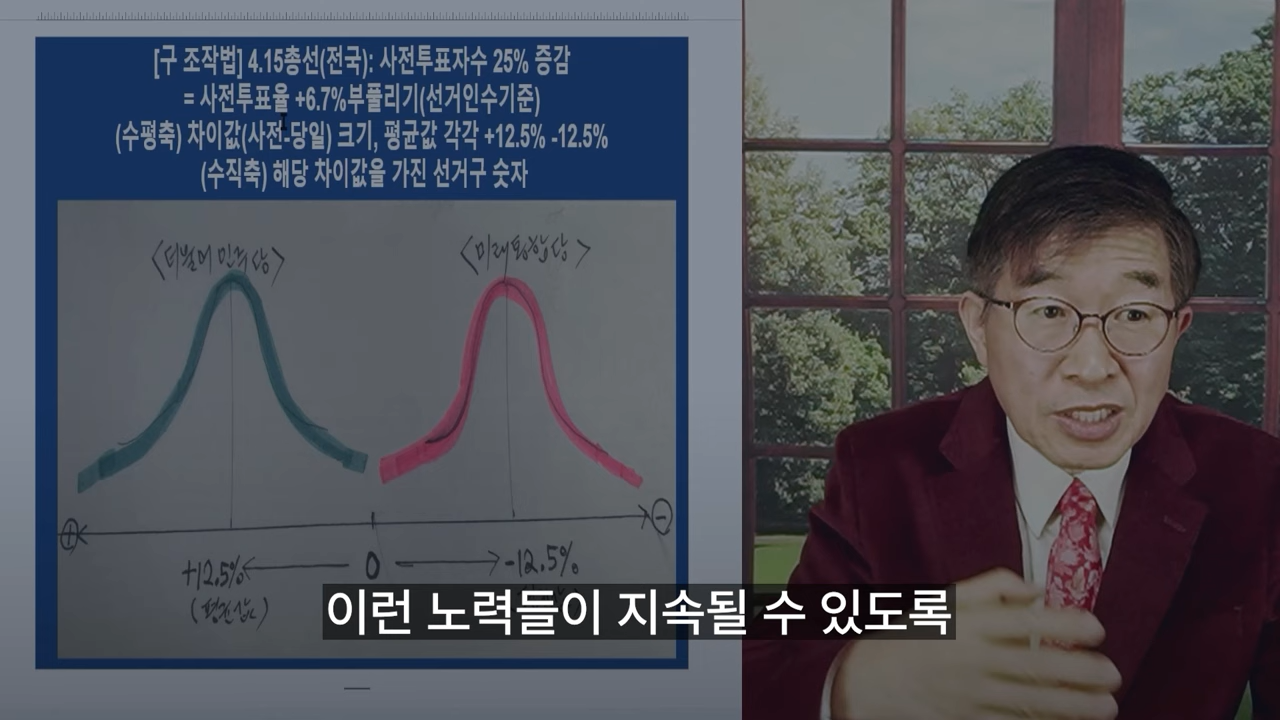 [구 조작법] 4.15총선(전국): 사전투표자수 25% 증감
= 사전투표율 +6.7%부풀리기(선거인수기준)
(수평축) 차이값(사전-당일) 크기, 평균값 각각 +12.5% -12.5%
(수직축) 해당 차이값을 가진 선거구 숫자
<더불어민주당>
<미래통합당>
+
-
+12.5%
0
-12.5%
(평균값)
이런 노력들이 지속될 수 있도록